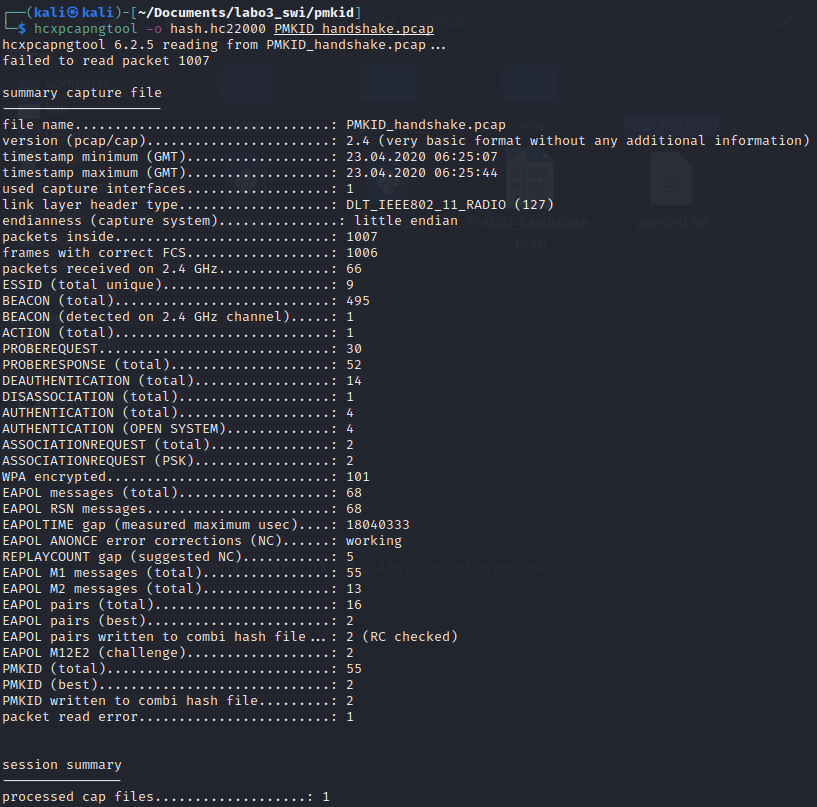 ┌──(kali㉿kali)-[~/Documents/labo3_swi/pmkid]
└─$ hcxpcapngtool -o hash.hc22000 PMKID_handshake.pcap
hcxpcapngtool 6.2.5 reading from PMKID_handshake.pcap...
failed to read packet 1007

summary capture file
--------------------
file name................................: PMKID_handshake.pcap
version (pcap/cap).......................: 2.4 (very basic format without any additional information)
timestamp minimum (GMT)..................: 23.04.2020 06:25:07
timestamp maximum (GMT)..................: 23.04.2020 06:25:44
used capture interfaces..................: 1
link layer header type...................: DLT_IEEE802_11_RADIO (127)
endianness (capture system)...............: little endian
packets inside...........................: 1007
frames with correct FCS..................: 1006
packets received on 2.4 GHz..............: 66
ESSID (total unique).....................: 9
BEACON (total)...........................: 495
BEACON (detected on 2.4 GHz channel).....: 1
ACTION (total)...........................: 1
PROBEREQUEST.............................: 30
PROBERESPONSE (total)....................: 52
DEAUTHENTICATION (total).................: 14
DISASSOCIATION (total)...................: 1
AUTHENTICATION (total)...................: 4
AUTHENTICATION (OPEN SYSTEM).............: 4
ASSOCIATIONREQUEST (total)...............: 2
ASSOCIATIONREQUEST (PSK).................: 2
WPA encrypted............................: 101
EAPOL messages (total)...................: 68
EAPOL RSN messages.......................: 68
EAPOLTIME gap (measured maximum usec)....: 18040333
EAPOL ANONCE error corrections (NC)......: working
REPLAYCOUNT gap (suggested NC)...........: 5
EAPOL M1 messages (total)................: 55
EAPOL M2 messages (total)................: 13
EAPOL pairs (total)......................: 16
EAPOL pairs (best).......................: 2
EAPOL pairs written to combi hash file...: 2 (RC checked)
EAPOL M12E2 (challenge)..................: 2
PMKID (total)............................: 55
PMKID (best).............................: 2
PMKID written to combi hash file.........: 2
packet read error........................: 1

session summary
---------------
processed cap files...................: 1